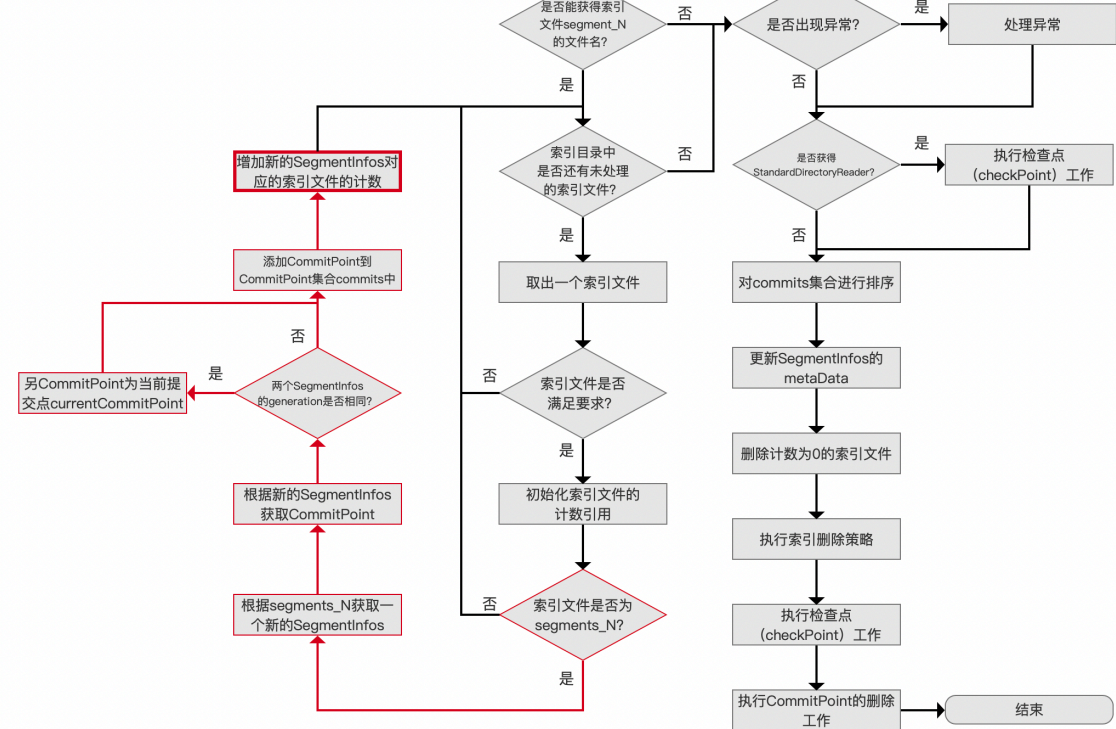 是否能获得索引
文件segment_N
的文件名?
否
是
是否出现异常?
是
处理异常
否
增加新的SegmentInfos对
应的索引文件的计数
索引目录中
是否还有未处理
的索引文件?
否
是
是否获得
StandardDirectoryReader?
是
执行检查点
（checkPoint）工作
否
添加CommitPoint到
CommitPoint集合commits中
取出一个索引文件
对commits集合进行排序
否
两个SegmentInfos
的generation是否相同?
是
另CommitPoint为当前提
交点currentCommitPoint
索引文件是否
满足要求?
否
是
更新SegmentInfos的
metaData
删除计数为0的索引文件
根据新的SegmentInfos
获取CommitPoint
初始化索引文件的
计数引用
执行索引删除策略
根据segments_N获取一
个新的SegmentInfos
索引文件是否为
segments_N?
否
是
执行检查点
（checkPoint）工作
执行CommitPoint的删除
工作
结束